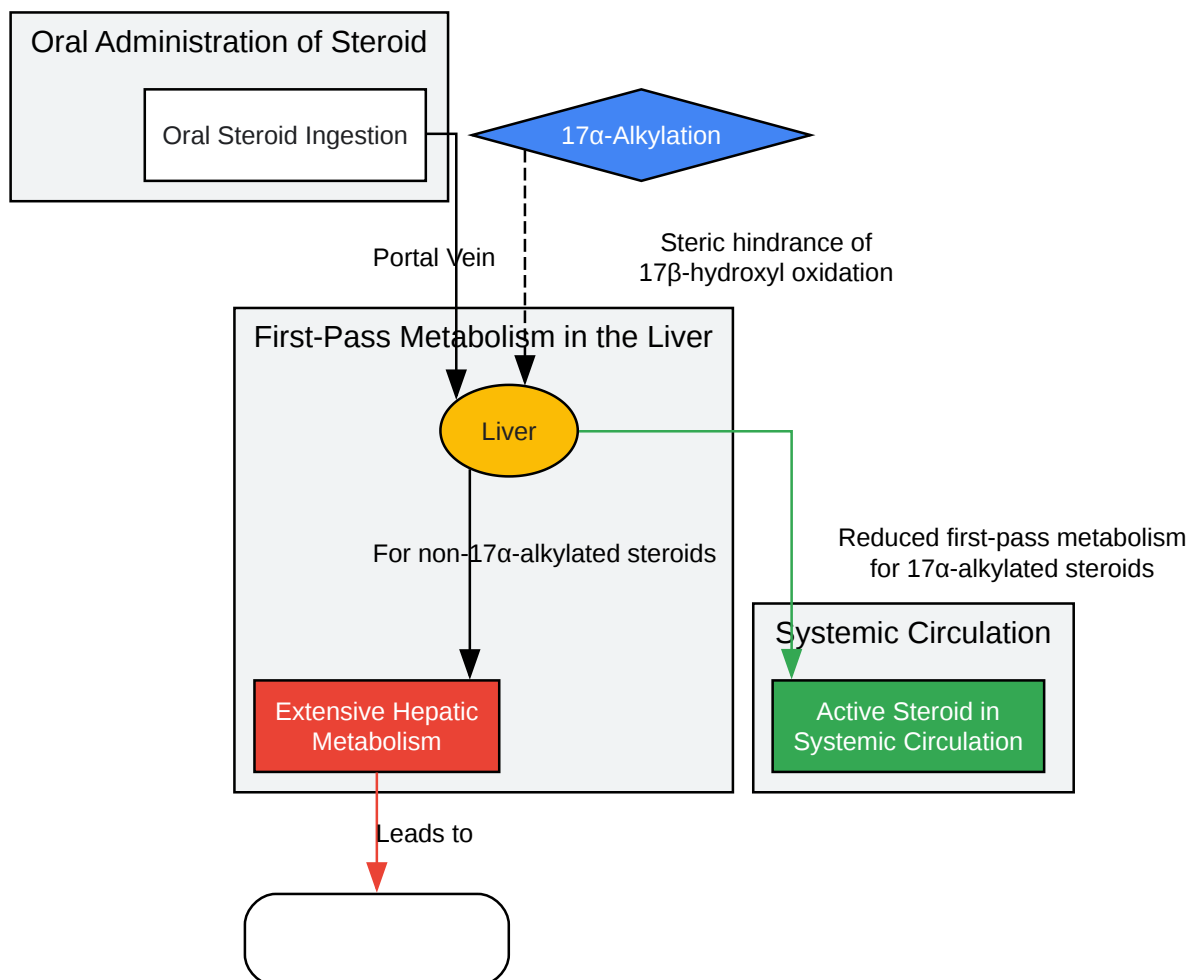 Oral Administration of Steroid
Oral Steroid Ingestion
17α-Alkylation
Portal Vein
Steric hindrance of
17β-hydroxyl oxidation
First-Pass Metabolism in the Liver
Liver
For non-17α-alkylated steroids
Reduced first-pass metabolism
for 17α-alkylated steroids
Systemic Circulation
Extensive Hepatic
Metabolism
Active Steroid in
Systemic Circulation
Leads to